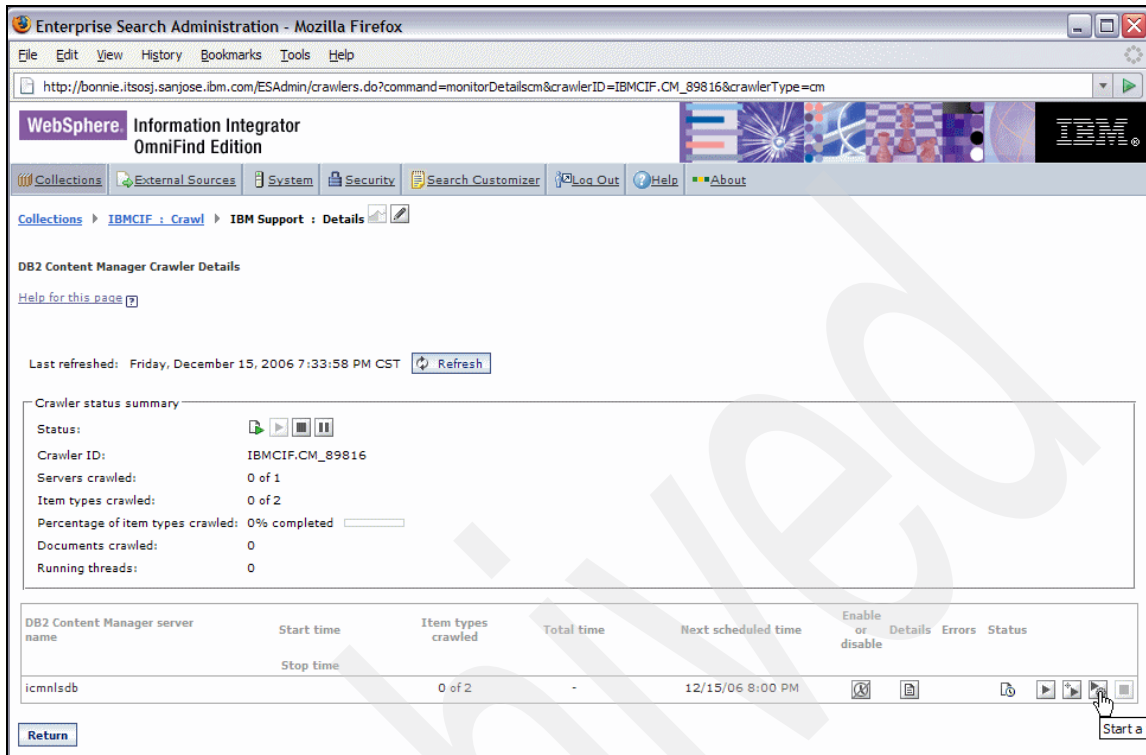 Enterprise Search Administration - Mozilla Firefox
File Edit View History Bookmarks Tools Help
http://bonnie.itsosj.sanjose.ibm.com/ESAdmin/crawlers.do?command=monitorDetailscm&crawlerID=IBMCIF.CM_89816&crawlerType=cm
WebSphere. Information Integrator
OmniFind Edition
IBM®
Collections External Sources System Security Search Customizer Log Out Help About
Collections IBMCIF : Crawl IBM Support : Details
DB2 Content Manager Crawler Details
Help for this page ?
Last refreshed: Friday, December 15, 2006 7:33:58 PM CST Refresh
Crawler status summary
Status:
Crawler ID: IBMCIF.CM_89816
Servers crawled: 0 of 1
Item types crawled: 0 of 2
Percentage of item types crawled: 0% completed
Documents crawled: 0
Running threads: 0
DB2 Content Manager server name Start time Item types crawled Total time Next scheduled time Enable or disable Details Errors Status
Stop time
icmnlsdb 0 of 2 - 12/15/06 8:00 PM
Start a
Return
hived